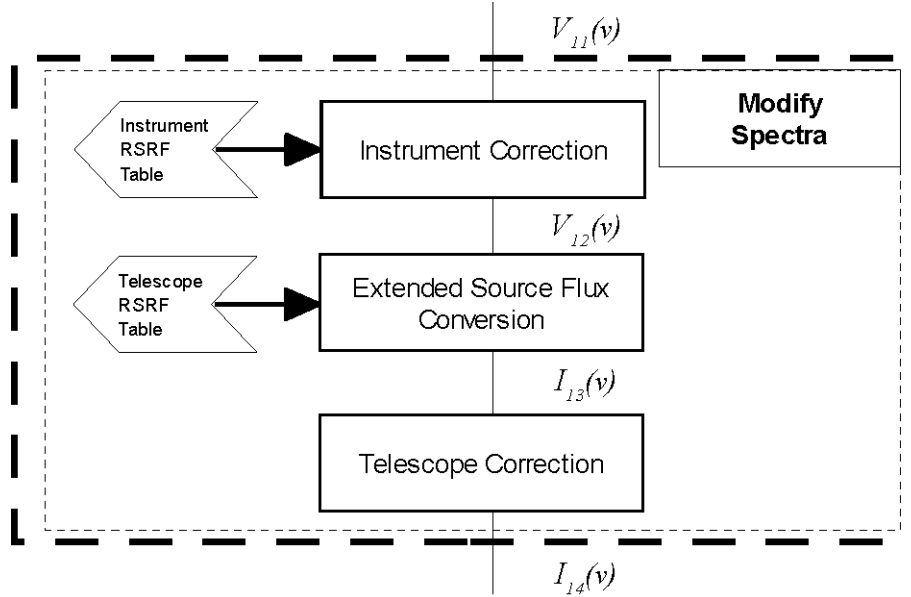 V11(ν)
Modify
Spectra
Instrument
RSRF
Table
Instrument Correction
V12(ν)
Telescope
RSRF
Table
Extended Source Flux
Conversion
I13(ν)
Telescope Correction
I14(ν)